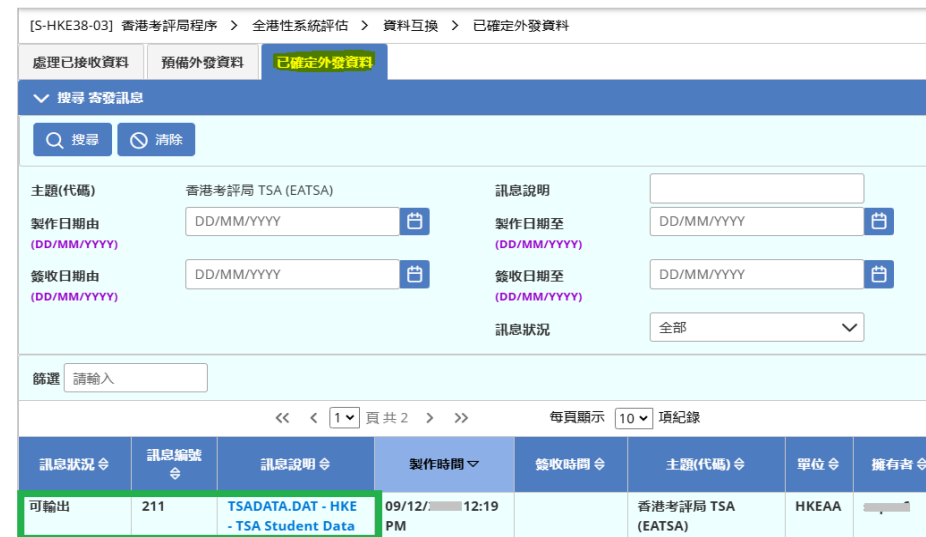 [S-HKE38-03] 香港考評局程序 > 全港性系統評估 > 資料互換 > 已確定外發資料
處理已接收資料 預備外發資料 已確定外發資料
搜尋 寄發訊息
搜尋 清除
主題(代碼) 香港考評局 TSA (EATSA) 訊息說明
製作日期由 DD/MM/YYYY 製作日期至 DD/MM/YYYY
(DD/MM/YYYY) (DD/MM/YYYY)
簽收日期由 DD/MM/YYYY 簽收日期至 DD/MM/YYYY
(DD/MM/YYYY) (DD/MM/YYYY)
訊息狀況 全部
篩選 請輸入
<< < 1 頁共 2 > >> 每頁顯示 10 項紀錄
訊息狀況 訊息編號 訊息說明 製作時間 簽收時間 主題(代碼) 單位 擁有者
可輸出 211 TSADATA.DAT - HKE 09/12/ 12:19 香港考評局 TSA HKEAA
- TSA Student Data PM (EATSA)